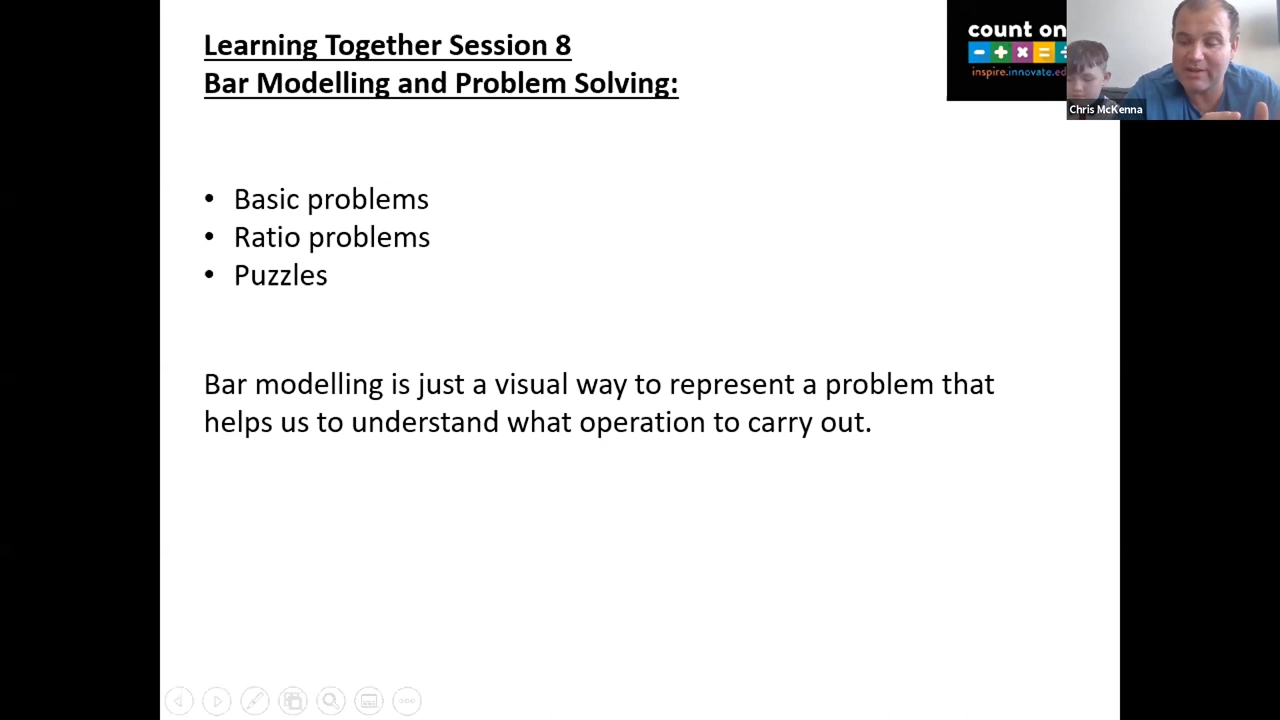 Learning Together Session 8
Bar Modelling and Problem Solving:
count on
inspire.innovate.ed
Chris McKenna
• Basic problems
• Ratio problems
• Puzzles
Bar modelling is just a visual way to represent a problem that
helps us to understand what operation to carry out.